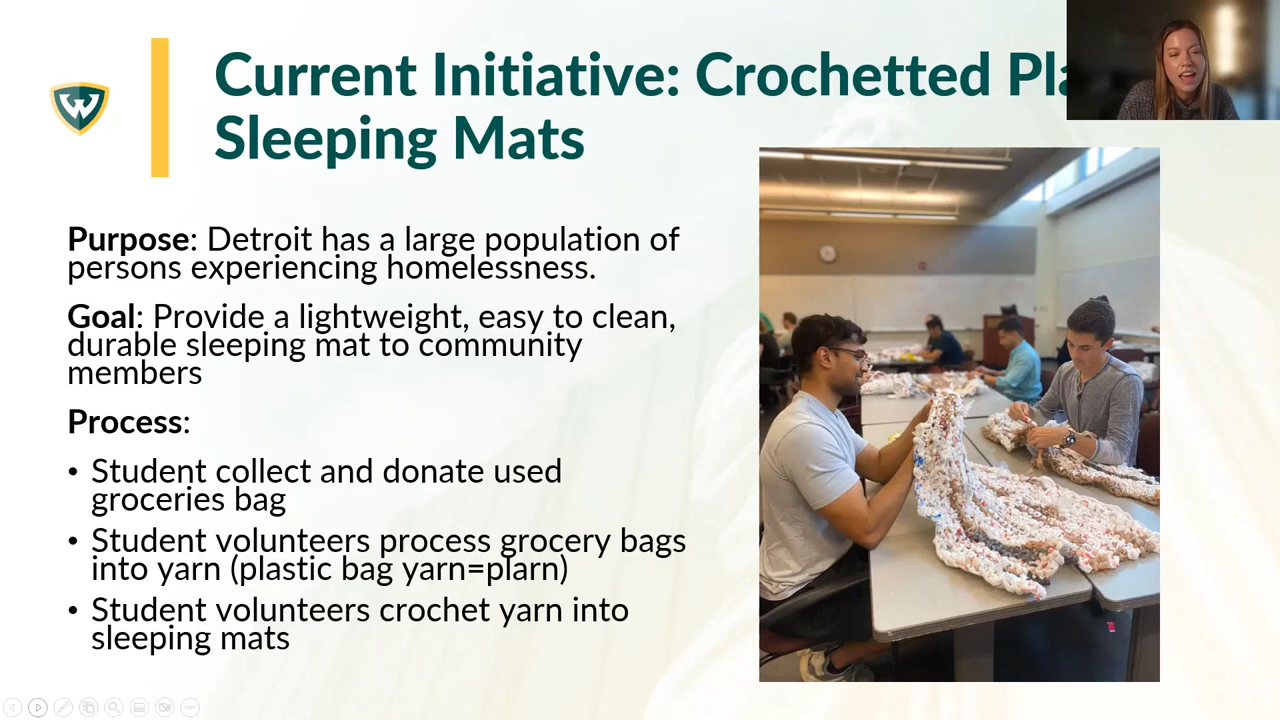 Current Initiative: Crochetted
Sleeping Mats
Purpose: Detroit has a large population of
persons experiencing homelessness.
Goal: Provide a lightweight, easy to clean,
durable sleeping mat to community
members
Process:
• Student collect and donate used
groceries bag
• Student volunteers process grocery bags
into yarn (plastic bag yarn=plarn)
• Student volunteers crochet yarn into
sleeping mats